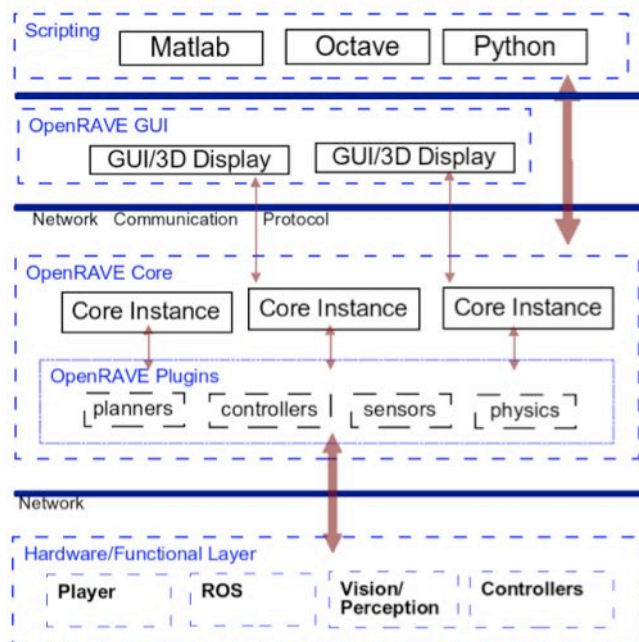 Scripting
Matlab
Octave
Python
OpenRAVE GUI
GUI/3D Display
GUI/3D Display
Network Communication Protocol
OpenRAVE Core
Core Instance
Core Instance
Core Instance
OpenRAVE Plugins
planners
controllers
sensors
physics
Network
Hardware/Functional Layer
Player
ROS
Vision/
Perception
Controllers